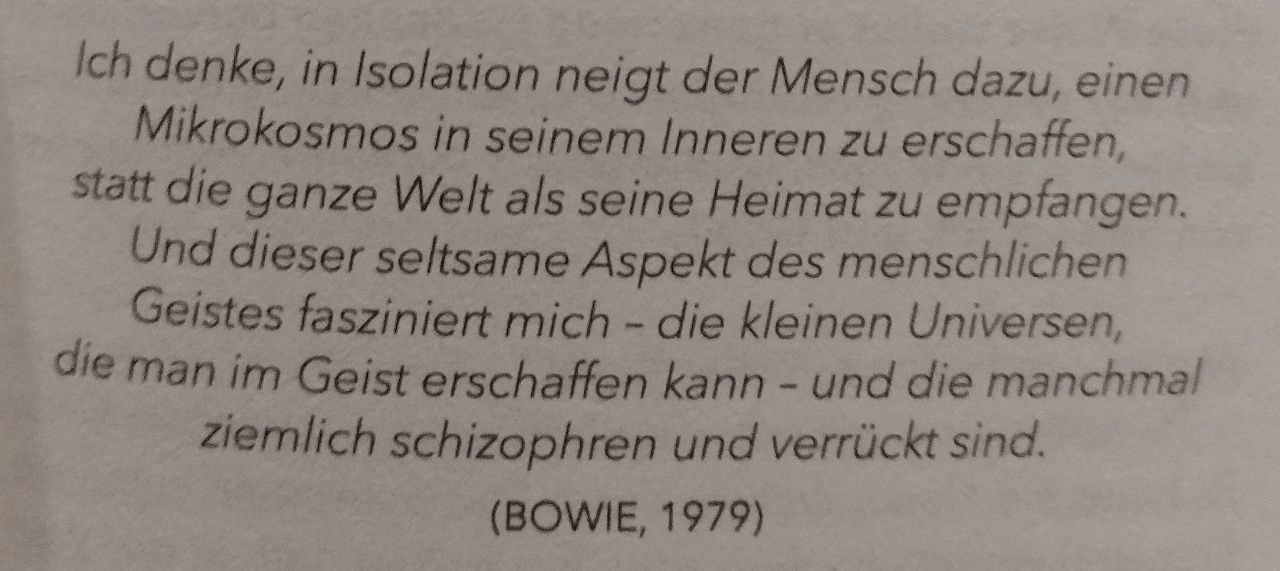 Ich denke, in Isolation neigt der Mensch dazu, einen
Mikrokosmos in seinem Inneren zu erschaffen,
statt die ganze Welt als seine Heimat zu empfangen.
Und dieser seltsame Aspekt des menschlichen
Geistes fasziniert mich – die kleinen Universen,
die man im Geist erschaffen kann – und die manchmal
ziemlich schizophren und verrückt sind.
(BOWIE, 1979)